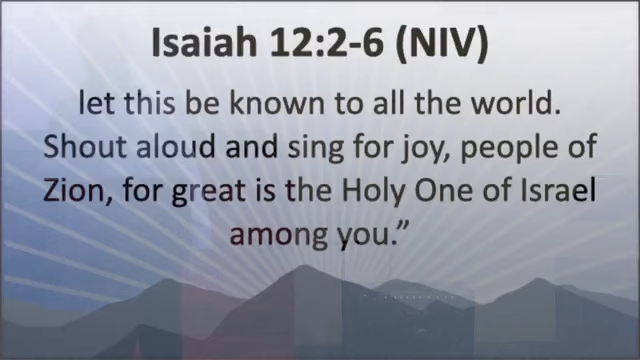 Isaiah 12:2-6 (NIV)
let this be known to all the world.
Shout aloud and sing for joy, people of
Zion, for great is the Holy One of Israel
among you.”